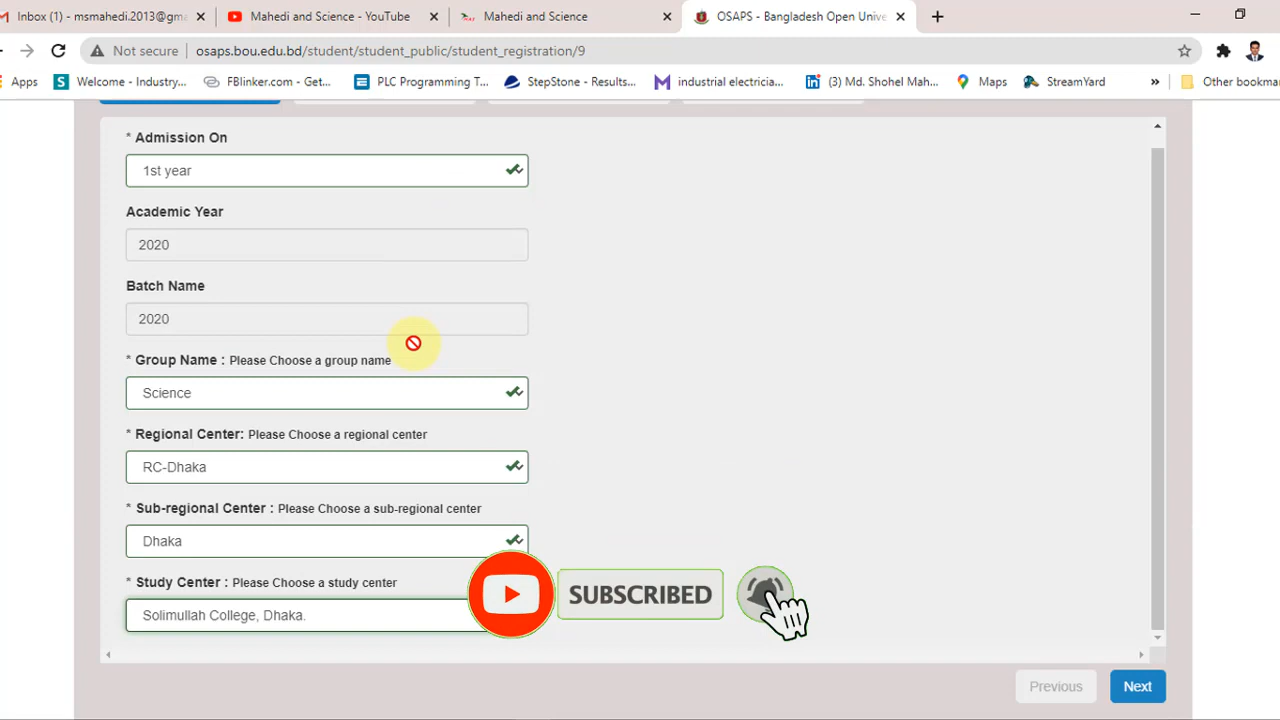 Inbox (1) - msmahedi.2013@gma
Mahedi and Science - YouTube
Mahedi and Science
OSAPS - Bangladesh Open Unive
Not secure
osaps.bou.edu.bd/student/student_public/student_registration/9
Apps
Welcome - Industry...
FBlinker.com - Get...
PLC Programming T...
StepStone - Results...
industrial electricia...
(3) Md. Shohel Mah...
Maps
StreamYard
»
Other bookmar
* Admission On
1st year
Academic Year
2020
Batch Name
2020
* Group Name : Please Choose a group name
Science
* Regional Center: Please Choose a regional center
RC-Dhaka
* Sub-regional Center : Please Choose a sub-regional center
Dhaka
* Study Center : Please Choose a study center
Solimullah College, Dhaka.
SUBSCRIBED
Previous
Next